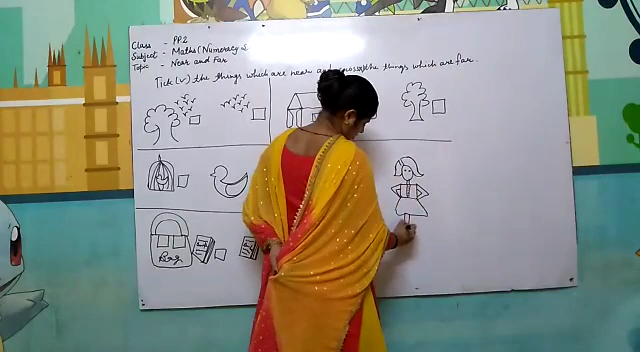 Class - PP2
Subject - Maths (Numeracy S
Topic - Near and Far
Tick (✓) the things which are near and cross(x) the things which are far.
Bag